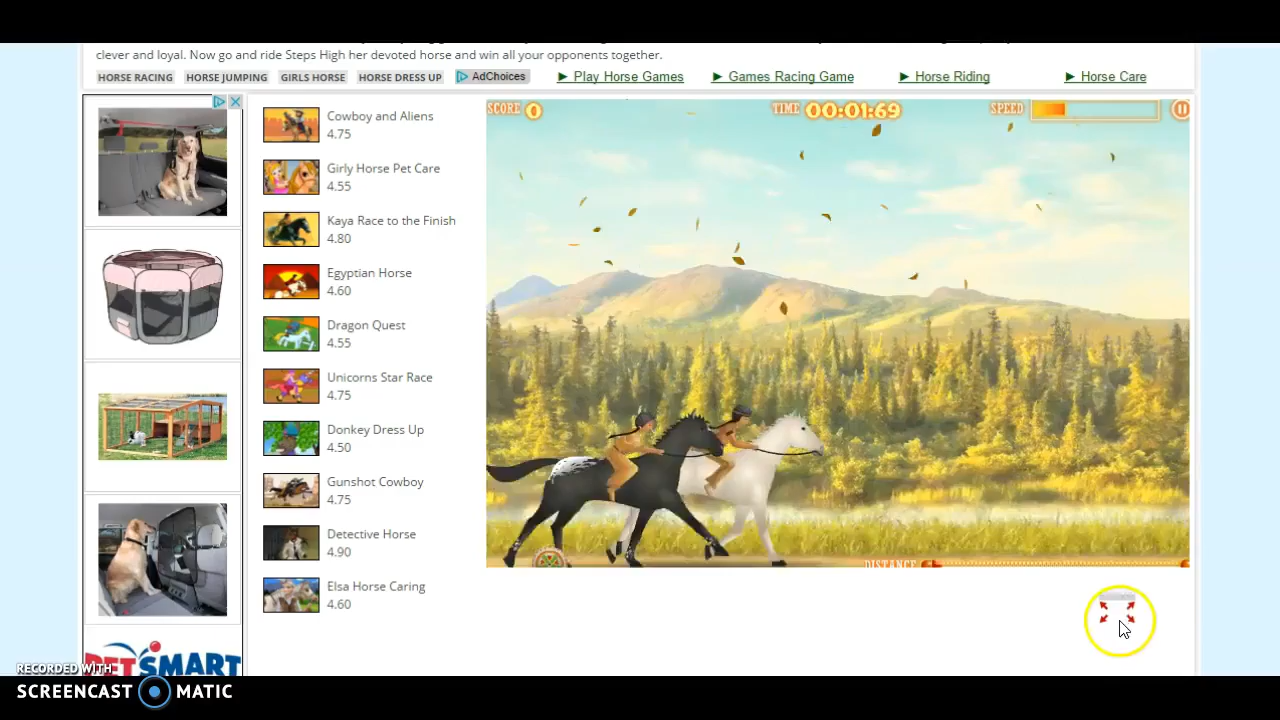 clever and loyal. Now go and ride Steps High her devoted horse and win all your opponents together.
HORSE RACING HORSE JUMPING GIRLS HORSE HORSE DRESS UP AdChoices ► Play Horse Games ► Games Racing Game ► Horse Riding ► Horse Care
Cowboy and Aliens
4.75
Girly Horse Pet Care
4.55
Kaya Race to the Finish
4.80
Egyptian Horse
4.60
Dragon Quest
4.55
Unicorns Star Race
4.75
Donkey Dress Up
4.50
Gunshot Cowboy
4.75
Detective Horse
4.90
Elsa Horse Caring
4.60
SCORE 0 TIME 00:01:69 SPEED
DISTANCE
PETSMART
RECORDED WITH
SCREENCAST MATIC